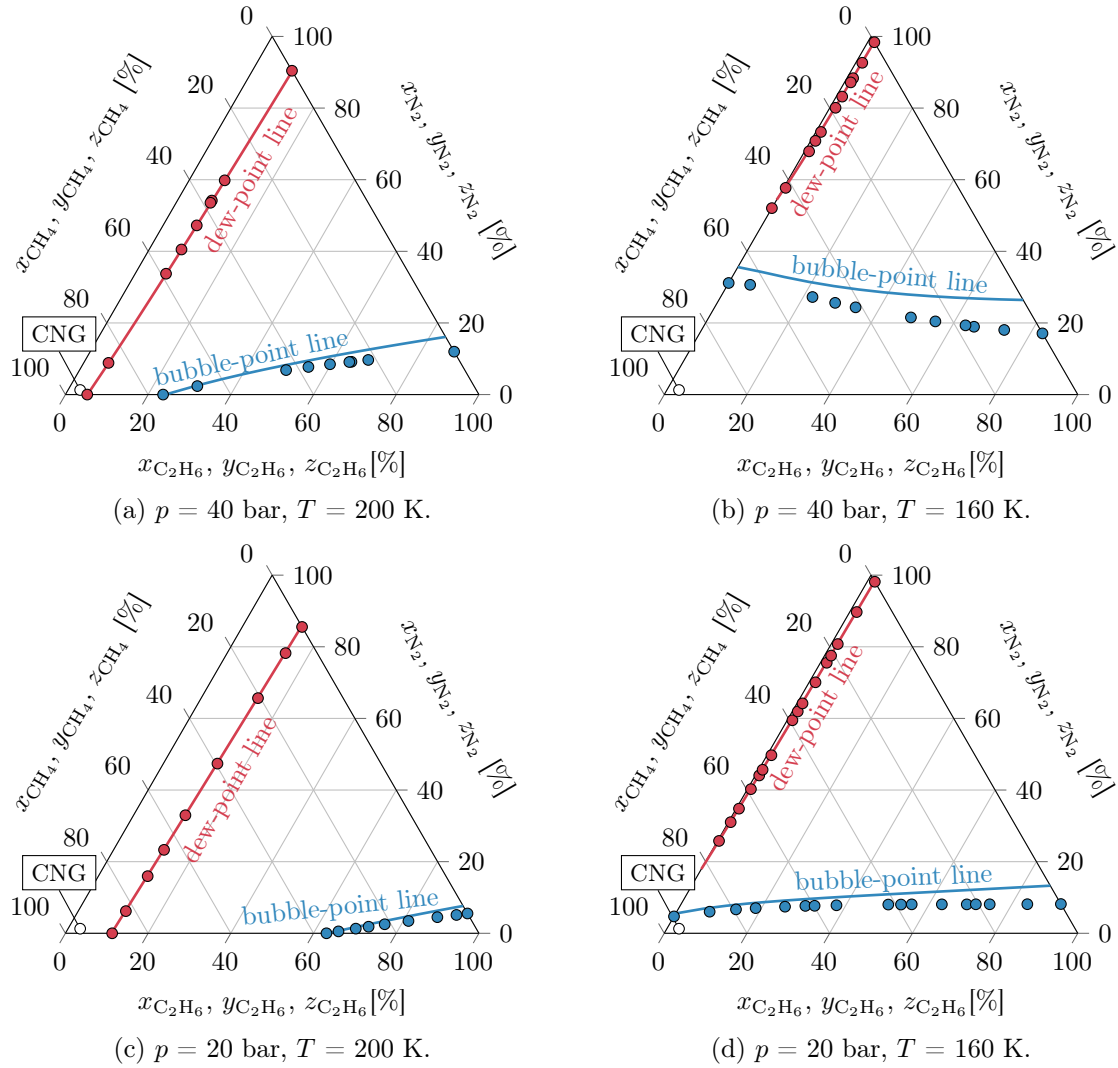 0
100
20
80
40
60
60
40
80
20
CNG
100
0
0
20
40
60
80
100
x_CH4, y_CH4, z_CH4 [%]
x_N2, y_N2, z_N2 [%]
dew-point line
bubble-point line
x_C2H6, y_C2H6, z_C2H6[%]
(a) p = 40 bar, T = 200 K.
0
100
20
80
40
60
60
40
80
20
CNG
100
0
0
20
40
60
80
100
x_CH4, y_CH4, z_CH4 [%]
x_N2, y_N2, z_N2 [%]
dew-point line
bubble-point line
x_C2H6, y_C2H6, z_C2H6[%]
(b) p = 40 bar, T = 160 K.
0
100
20
80
40
60
60
40
80
20
CNG
100
0
0
20
40
60
80
100
x_CH4, y_CH4, z_CH4 [%]
x_N2, y_N2, z_N2 [%]
dew-point line
bubble-point line
x_C2H6, y_C2H6, z_C2H6[%]
(c) p = 20 bar, T = 200 K.
0
100
20
80
40
60
60
40
80
20
CNG
100
0
0
20
40
60
80
100
x_CH4, y_CH4, z_CH4 [%]
x_N2, y_N2, z_N2 [%]
dew-point line
bubble-point line
x_C2H6, y_C2H6, z_C2H6[%]
(d) p = 20 bar, T = 160 K.